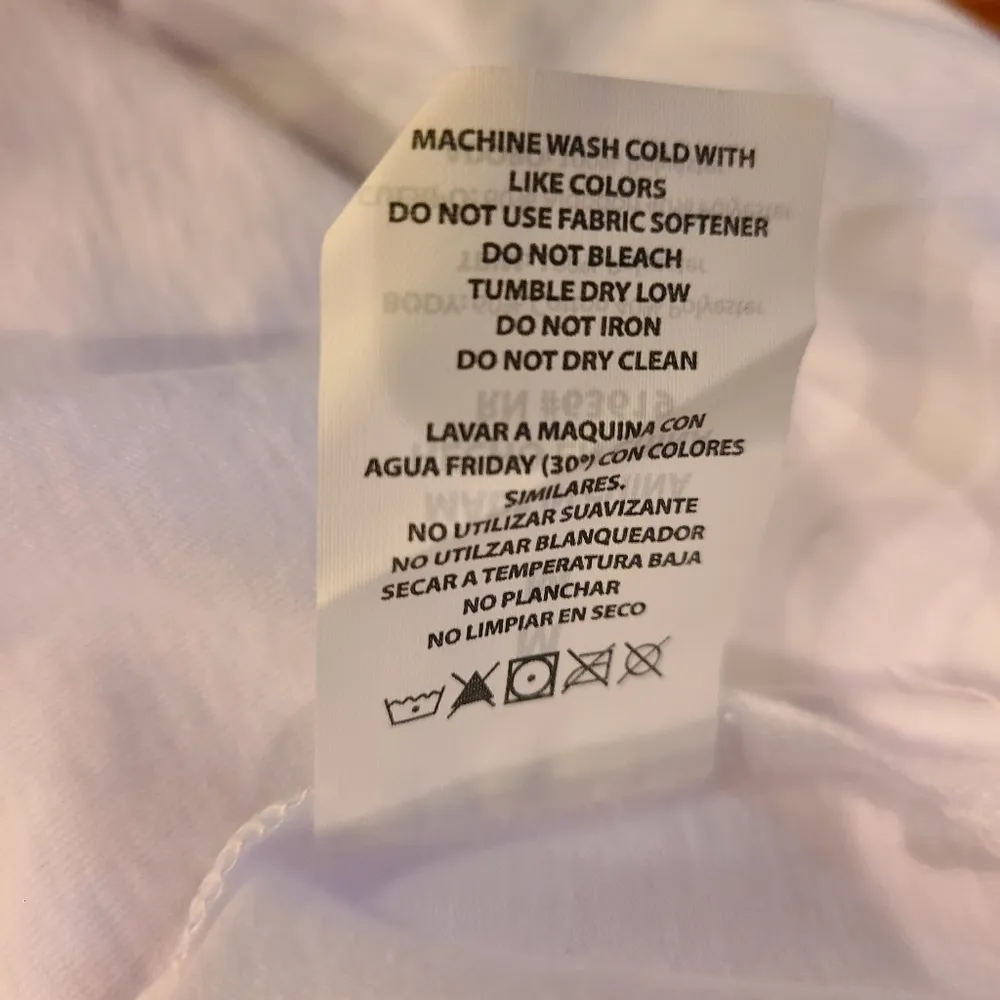 MACHINE WASH COLD WITH
LIKE COLORS
DO NOT USE FABRIC SOFTENER
DO NOT BLEACH
TUMBLE DRY LOW
DO NOT IRON
DO NOT DRY CLEAN
LAVAR A MAQUINA CON
AGUA FRIDAY (30º) CON COLORES
SIMILARES.
NO UTILIZAR SUAVIZANTE
NO UTILZAR BLANQUEADOR
SECAR A TEMPERATURA BAJA
NO PLANCHAR
NO LIMPIAR EN SECO